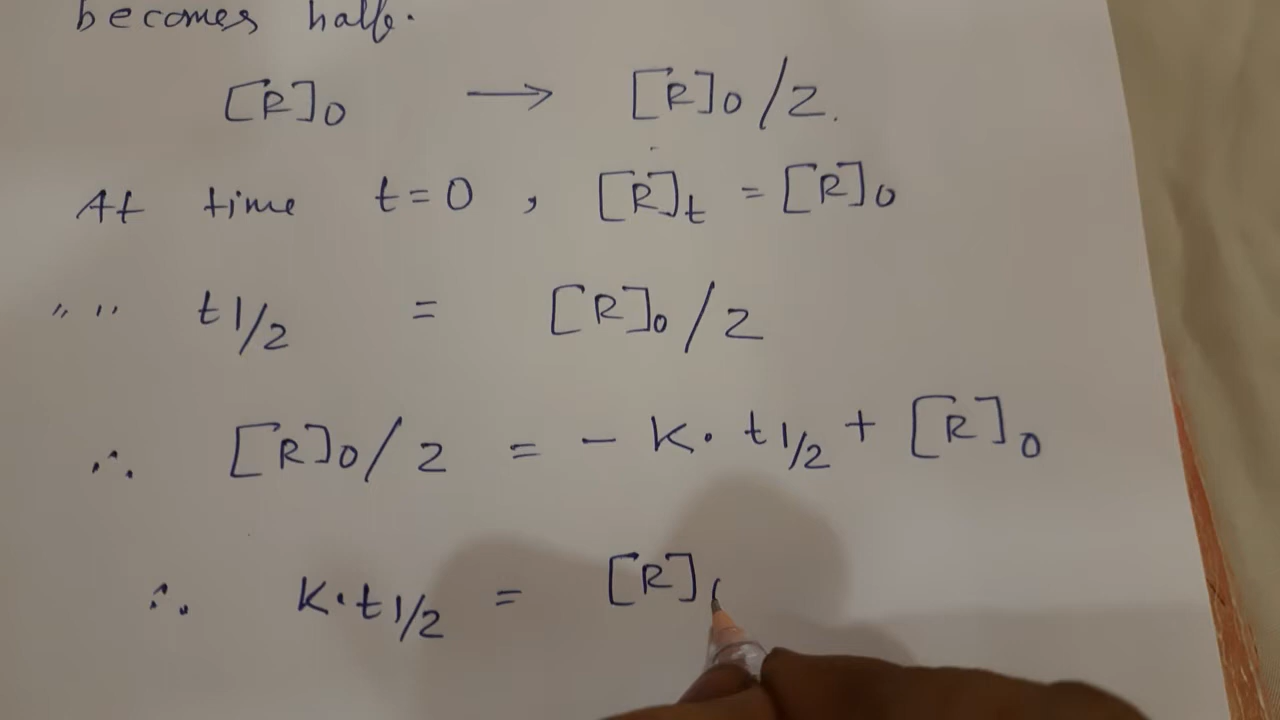 becomes half.
[R]0 → [R]0/2.
At time t=0 , [R]t = [R]0
" " t1/2 = [R]0/2
∴ [R]0/2 = - K. t1/2 + [R]0
∴ K.t1/2 = [R]